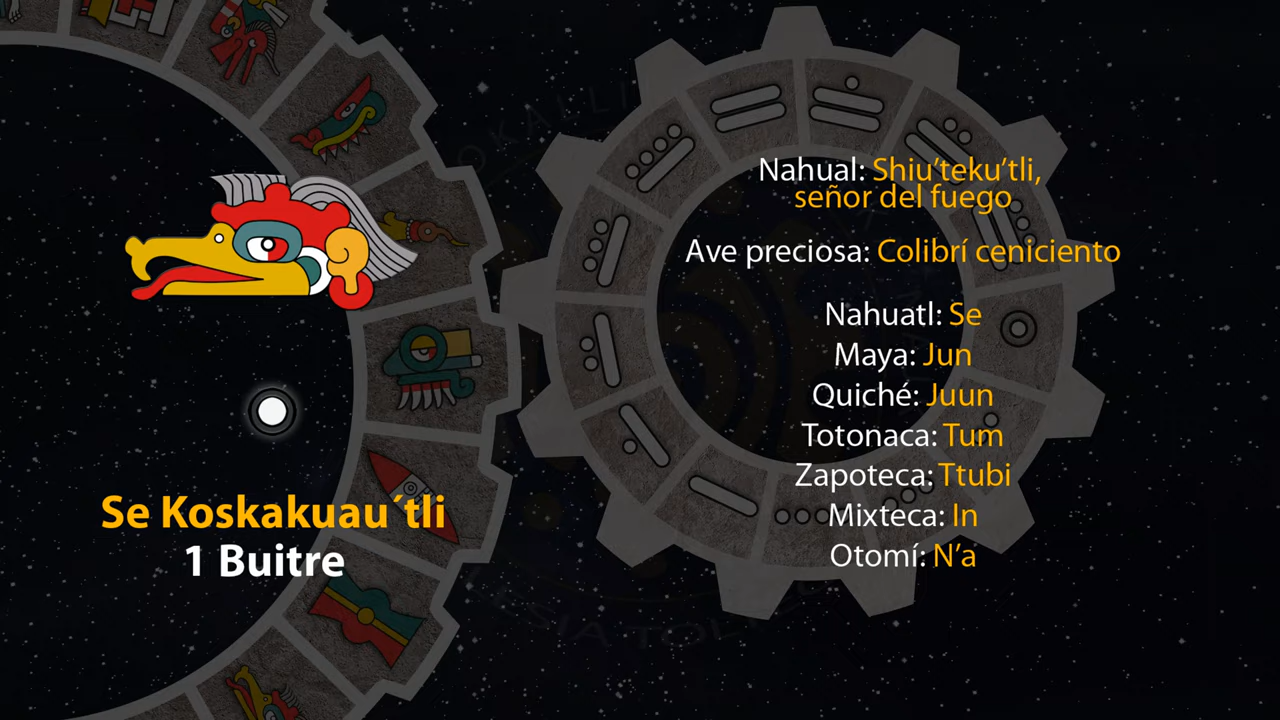 Nahual: Shiu'teku'tli,
señor del fuego
Ave preciosa: Colibrí ceniciento
Nahuatl: Se
Maya: Jun
Quiché: Juun
Totonaca: Tum
Zapoteca: Ttubi
Mixteca: In
Otomí: N'a
Se Koskakuau´tli
1 Buitre